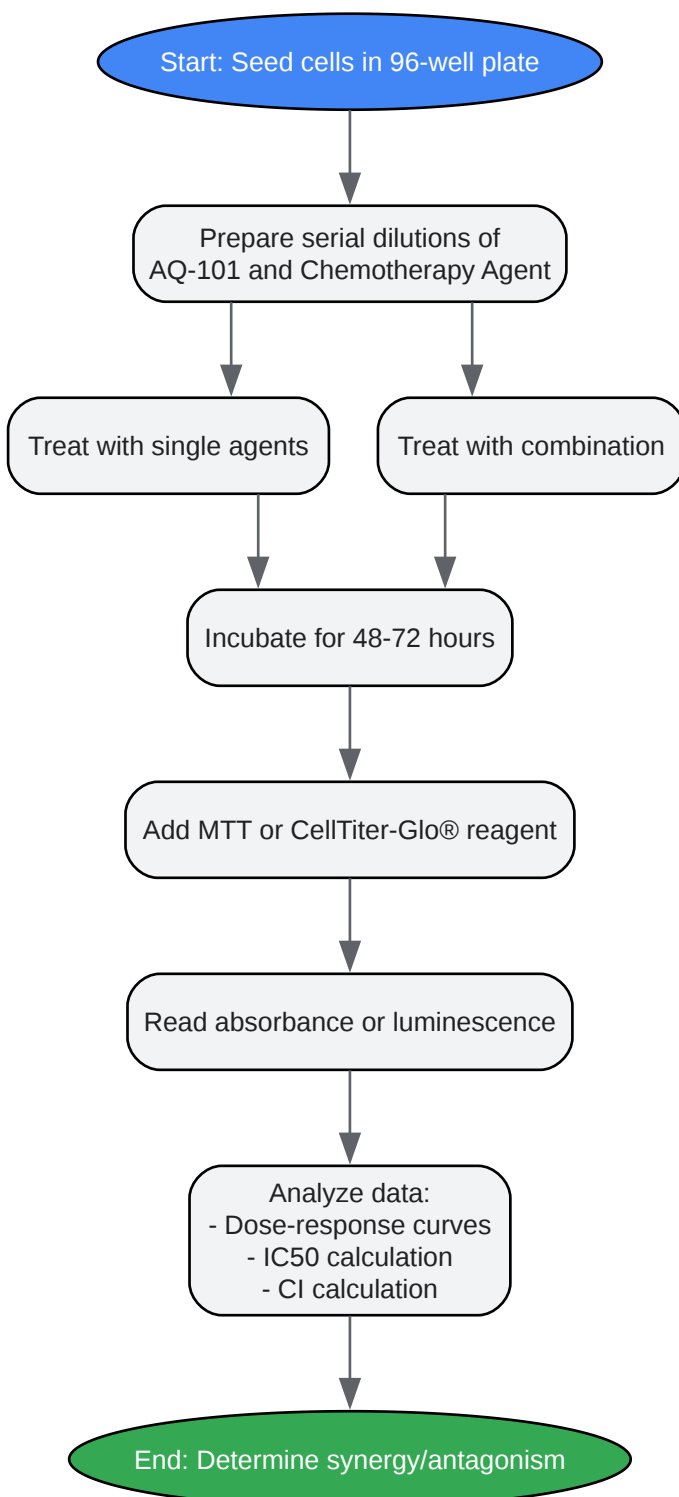 Start: Seed cells in 96-well plate
Prepare serial dilutions of
AQ-101 and Chemotherapy Agent
Treat with single agents
Treat with combination
Incubate for 48-72 hours
Add MTT or CellTiter-Glo® reagent
Read absorbance or luminescence
Analyze data:
- Dose-response curves
- IC50 calculation
- CI calculation
End: Determine synergy/antagonism